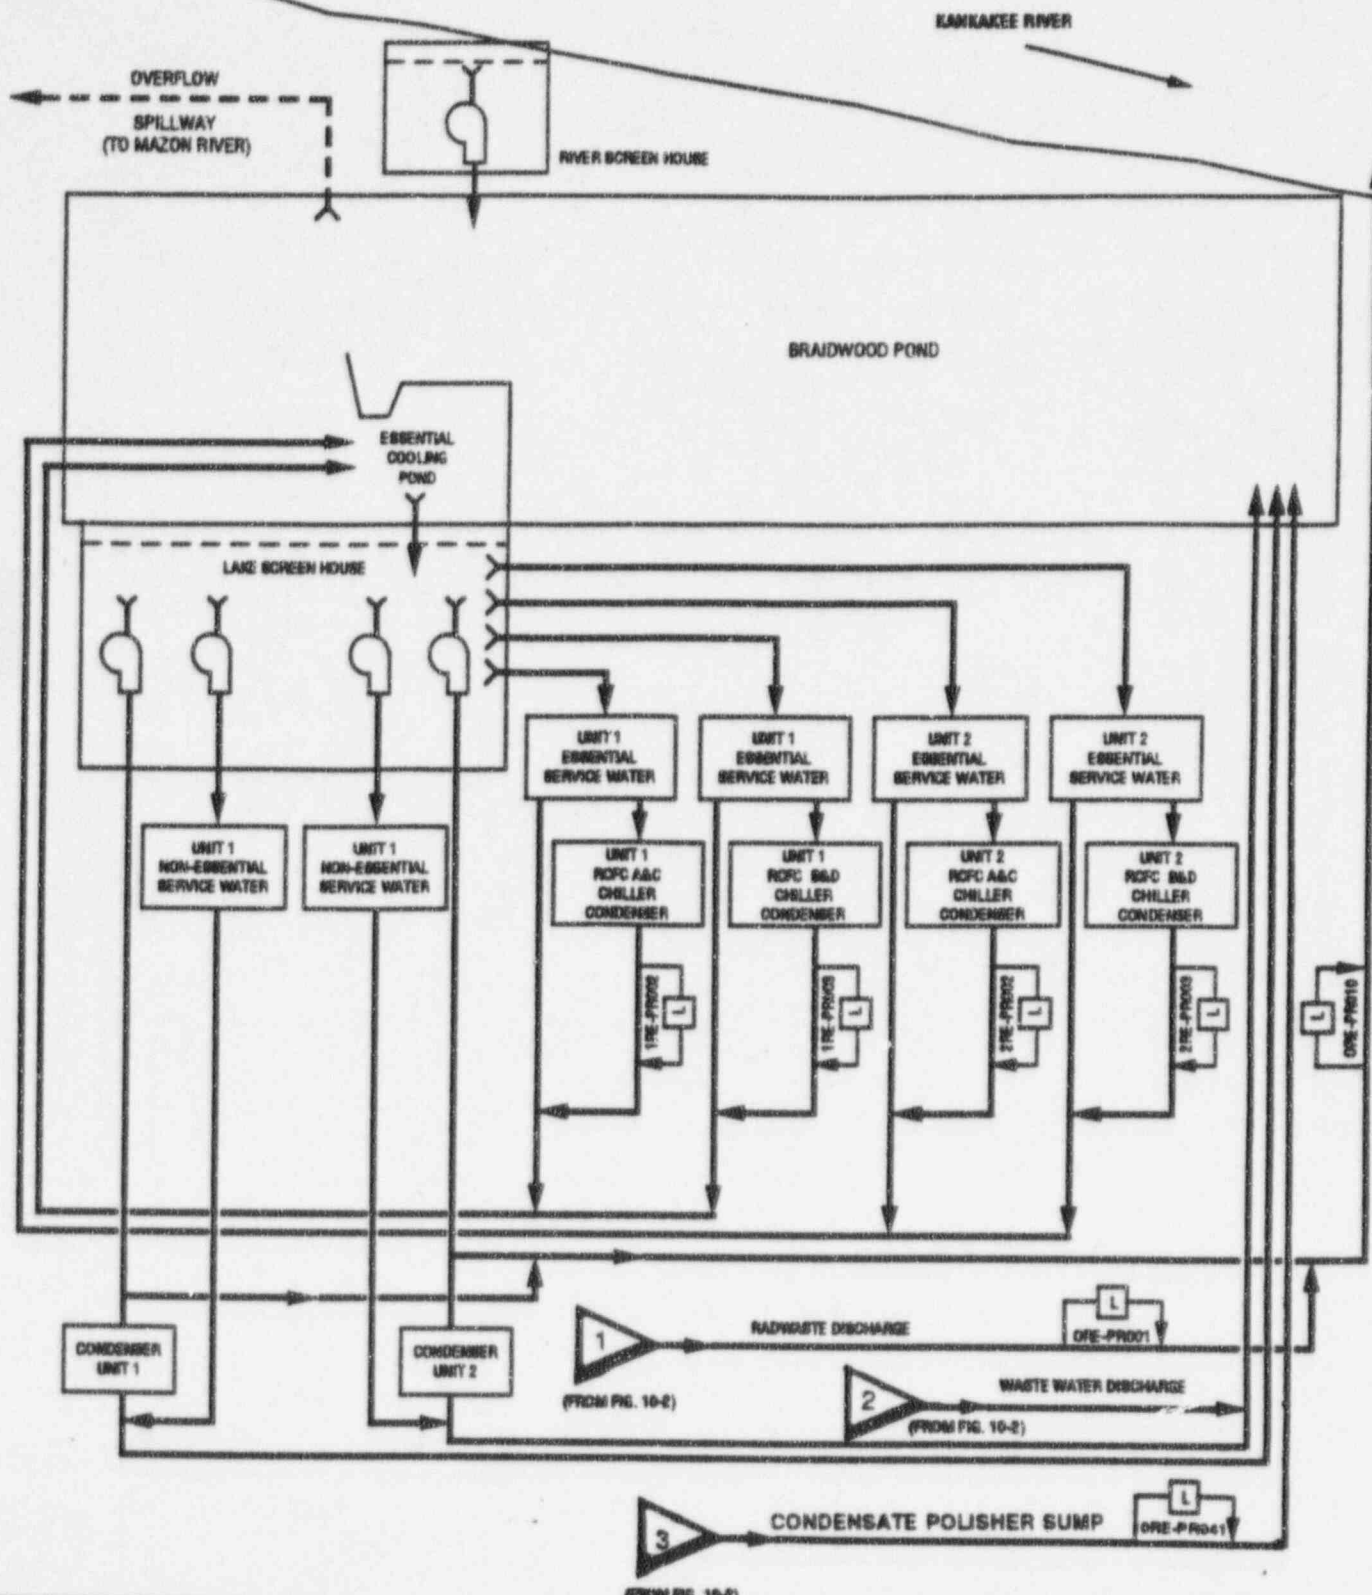 KANKAKEE RIVER
OVERFLOW
SPILLWAY
(TO MAZON RIVER)
RIVER SCREEN HOUSE
BRAIDWOOD POND
ESSENTIAL
COOLING
POND
LAKE SCREEN HOUSE
UNIT 1
ESSENTIAL
SERVICE WATER
UNIT 1
ESSENTIAL
SERVICE WATER
UNIT 2
ESSENTIAL
SERVICE WATER
UNIT 2
ESSENTIAL
SERVICE WATER
UNIT 1
NON-ESSENTIAL
SERVICE WATER
UNIT 1
NON-ESSENTIAL
SERVICE WATER
UNIT 1
RCFC A&C
CHILLER
CONDENSER
UNIT 1
RCFC B&D
CHILLER
CONDENSER
UNIT 2
RCFC A&C
CHILLER
CONDENSER
UNIT 2
RCFC B&D
CHILLER
CONDENSER
1RE-PR002
L
1RE-PR003
L
2RE-PR002
L
2RE-PR003
L
L
0RE-PR010
CONDENSER
UNIT 1
CONDENSER
UNIT 2
1
RADWASTE DISCHARGE
L
0RE-PR001
(FROM FIG. 10-2)
2
WASTE WATER DISCHARGE
(FROM FIG. 10-2)
3
CONDENSATE POLISHER SUMP
L
0RE-PR041
(FROM FIG. 10-2)